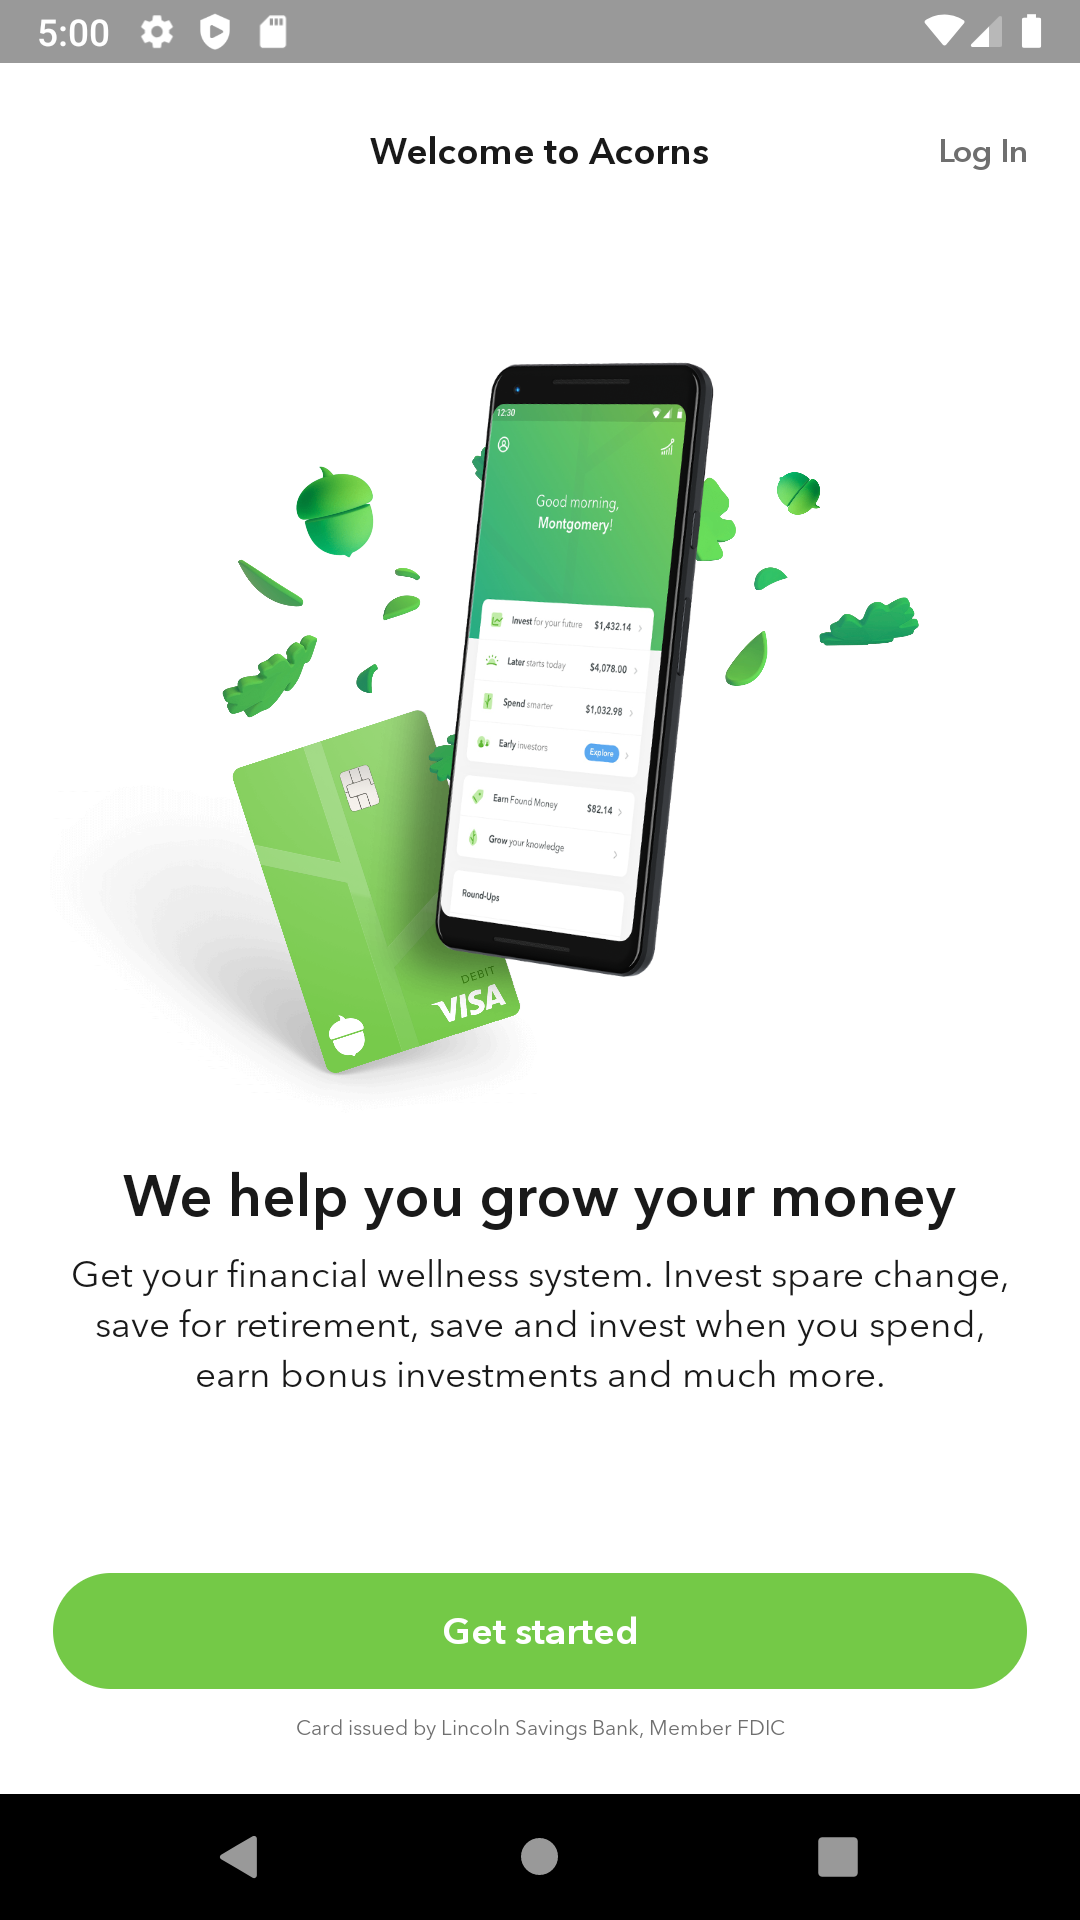 5:00
Welcome to Acorns
Log In
12:30
Good morning,
Montgomery!
Invest for your future $1,432.14
Later starts today $4,078.00
Spend smarter $1,032.98
Early investors Explore
Earn Found Money $82.14
Grow your knowledge
Round-Ups
DEBIT
VISA
We help you grow your money
Get your financial wellness system. Invest spare change,
save for retirement, save and invest when you spend,
earn bonus investments and much more.
Get started
Card issued by Lincoln Savings Bank, Member FDIC